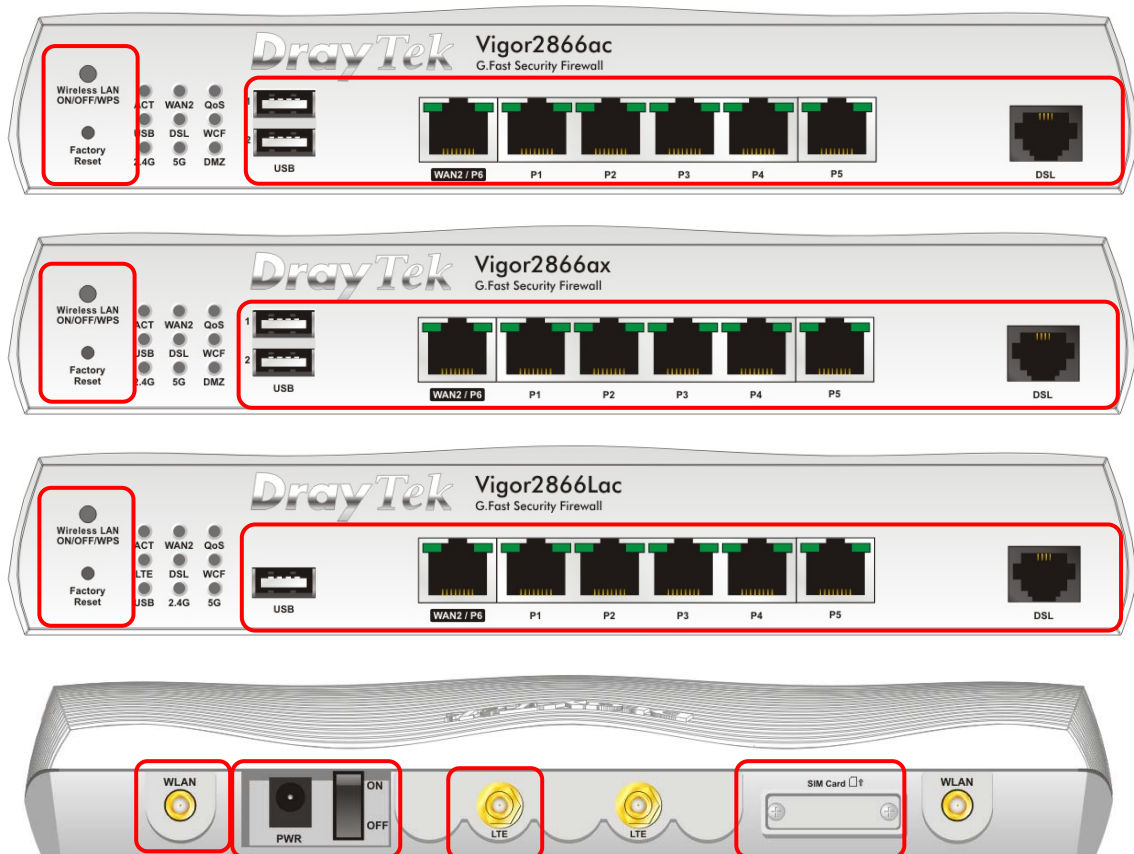 DrayTek Vigor2866ac
G.Fast Security Firewall
Wireless LAN
ON/OFF/WPS
Factory
Reset
ACT WAN2 QoS
USB DSL WCF
2.4G 5G DMZ
1
2
USB
WAN2 / P6 P1 P2 P3 P4 P5 DSL
DrayTek Vigor2866ax
G.Fast Security Firewall
Wireless LAN
ON/OFF/WPS
Factory
Reset
ACT WAN2 QoS
USB DSL WCF
2.4G 5G DMZ
1
2
USB
WAN2 / P6 P1 P2 P3 P4 P5 DSL
DrayTek Vigor2866Lac
G.Fast Security Firewall
Wireless LAN
ON/OFF/WPS
Factory
Reset
ACT WAN2 QoS
LTE DSL WCF
USB 2.4G 5G
USB
WAN2 / P6 P1 P2 P3 P4 P5 DSL
WLAN
PWR
ON
OFF
LTE
LTE
SIM Card
WLAN